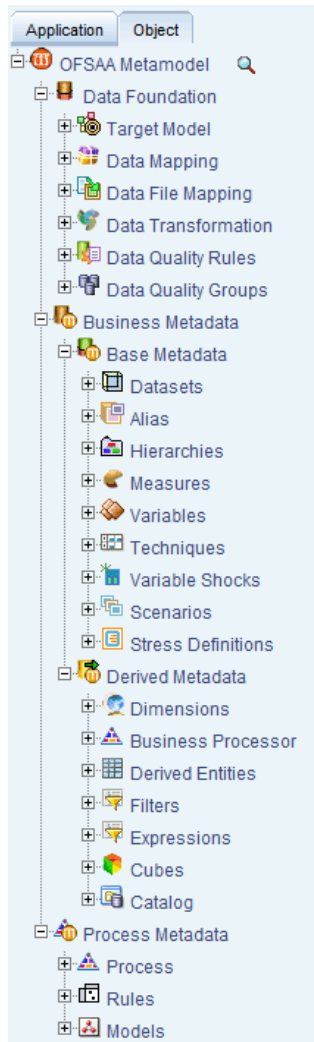 Application Object
OFSAA Metamodel
Data Foundation
Target Model
Data Mapping
Data File Mapping
Data Transformation
Data Quality Rules
Data Quality Groups
Business Metadata
Base Metadata
Datasets
Alias
Hierarchies
Measures
Variables
Techniques
Variable Shocks
Scenarios
Stress Definitions
Derived Metadata
Dimensions
Business Processor
Derived Entities
Filters
Expressions
Cubes
Catalog
Process Metadata
Process
Rules
Models